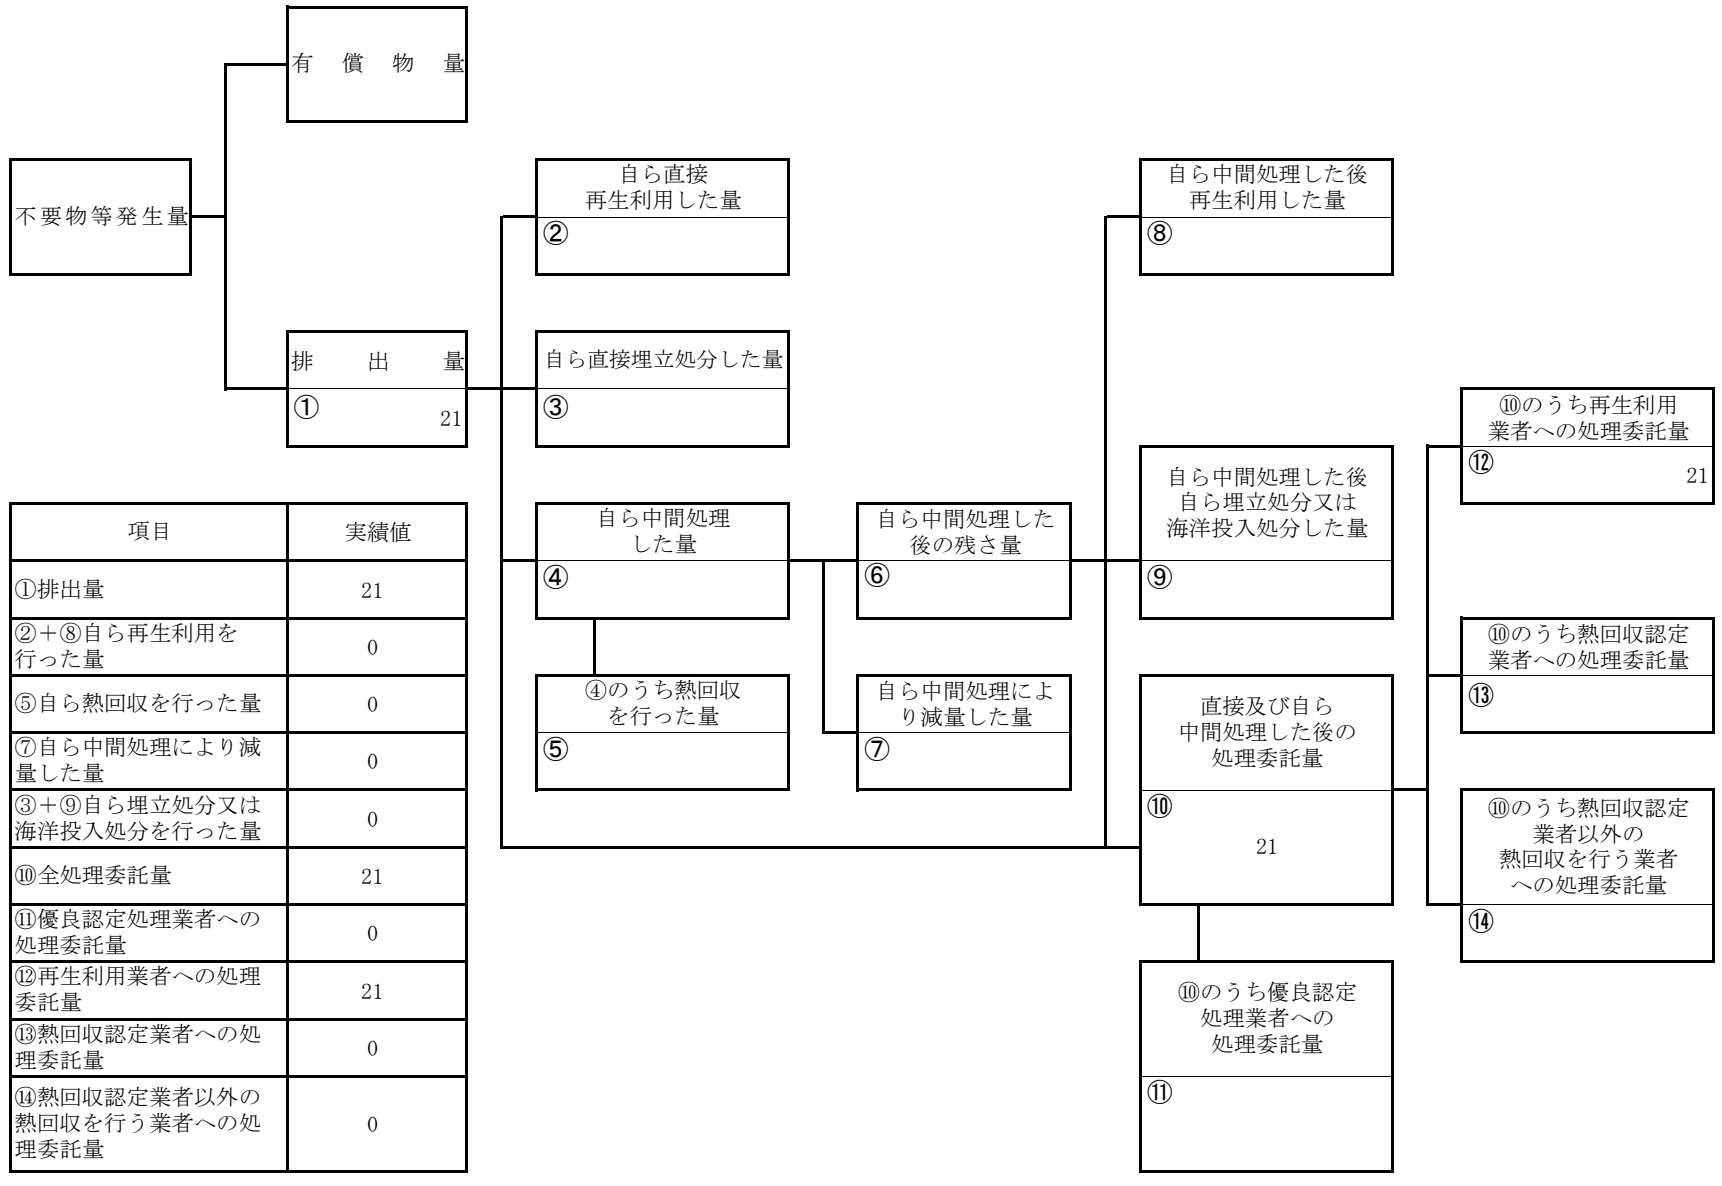 有償物量
不要物等発生量
排出量
①
21
自ら直接
再生利用した量
②
自ら直接埋立処分した量
③
自ら中間処理
した量
④
④のうち熱回収
を行った量
⑤
自ら中間処理した
後の残さ量
⑥
自ら中間処理によ
り減量した量
⑦
自ら中間処理した後
再生利用した量
⑧
自ら中間処理した後
自ら埋立処分又は
海洋投入処分した量
⑨
直接及び自ら
中間処理した後の
処理委託量
⑩
21
⑩のうち優良認定
処理業者への
処理委託量
⑪
⑩のうち再生利用
業者への処理委託量
⑫
21
⑩のうち熱回収認定
業者への処理委託量
⑬
⑩のうち熱回収認定
業者以外の
熱回収を行う業者
への処理委託量
⑭
項目 実績値
①排出量 21
②＋⑧自ら再生利用を
行った量 0
⑤自ら熱回収を行った量 0
⑦自ら中間処理により減
量した量 0
③＋⑨自ら埋立処分又は
海洋投入処分を行った量 0
⑩全処理委託量 21
⑪優良認定処理業者への
処理委託量 0
⑫再生利用業者への処理
委託量 21
⑬熱回収認定業者への処
理委託量 0
⑭熱回収認定業者以外の
熱回収を行う業者への処
理委託量 0